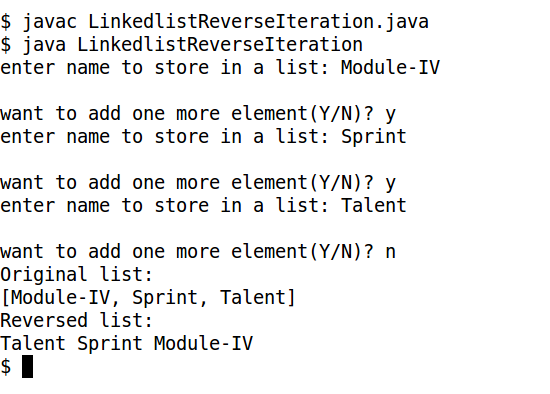 $ javac LinkedlistReverseIteration.java
$ java LinkedlistReverseIteration
enter name to store in a list: Module-IV
want to add one more element(Y/N)? y
enter name to store in a list: Sprint
want to add one more element(Y/N)? y
enter name to store in a list: Talent
want to add one more element(Y/N)? n
Original list:
[Module-IV, Sprint, Talent]
Reversed list:
Talent Sprint Module-IV
$